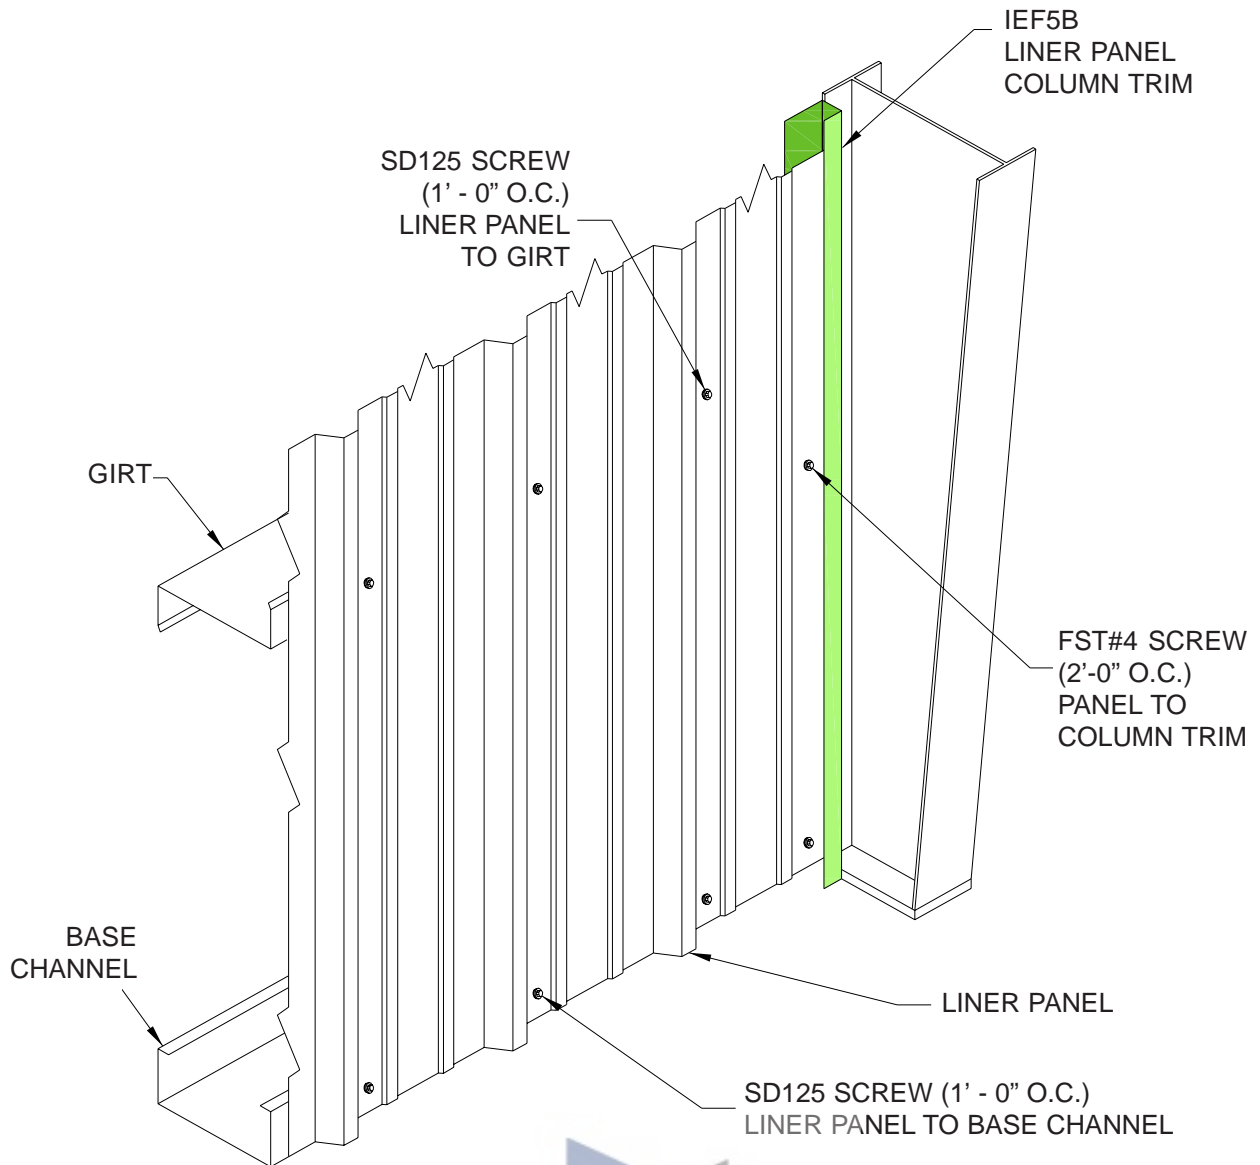 IEF5B
LINER PANEL
COLUMN TRIM
SD125 SCREW
(1' - 0” O.C.)
LINER PANEL
TO GIRT
GIRT
FST#4 SCREW
(2’-0” O.C.)
PANEL TO
COLUMN TRIM
BASE
CHANNEL
LINER PANEL
SD125 SCREW (1' - 0” O.C.)
LINER PANEL TO BASE CHANNEL